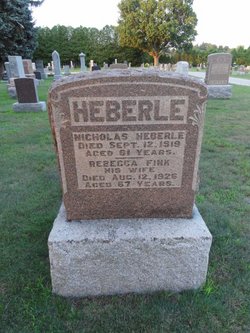 HEBERLE
NICHOLAS HEBERLE
DIED SEPT. 12, 1919
AGED 61 YEARS.
REBECCA FINK
HIS WIFE
DIED AUG. 12, 1926
AGED 67 YEARS.